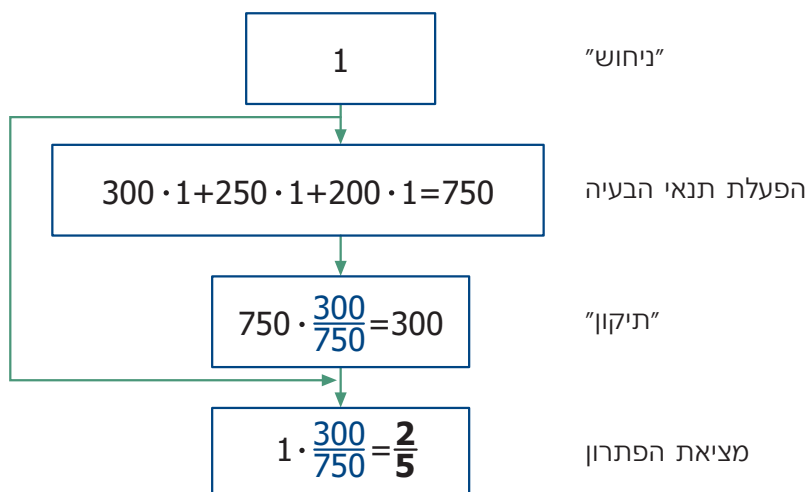 1
"ניחוש"
300 · 1+250 · 1+200 · 1=750
הפעלת תנאי הבעיה
750 · 300/750 =300
"תיקון"
1 · 300/750 = 2/5
מציאת הפתרון